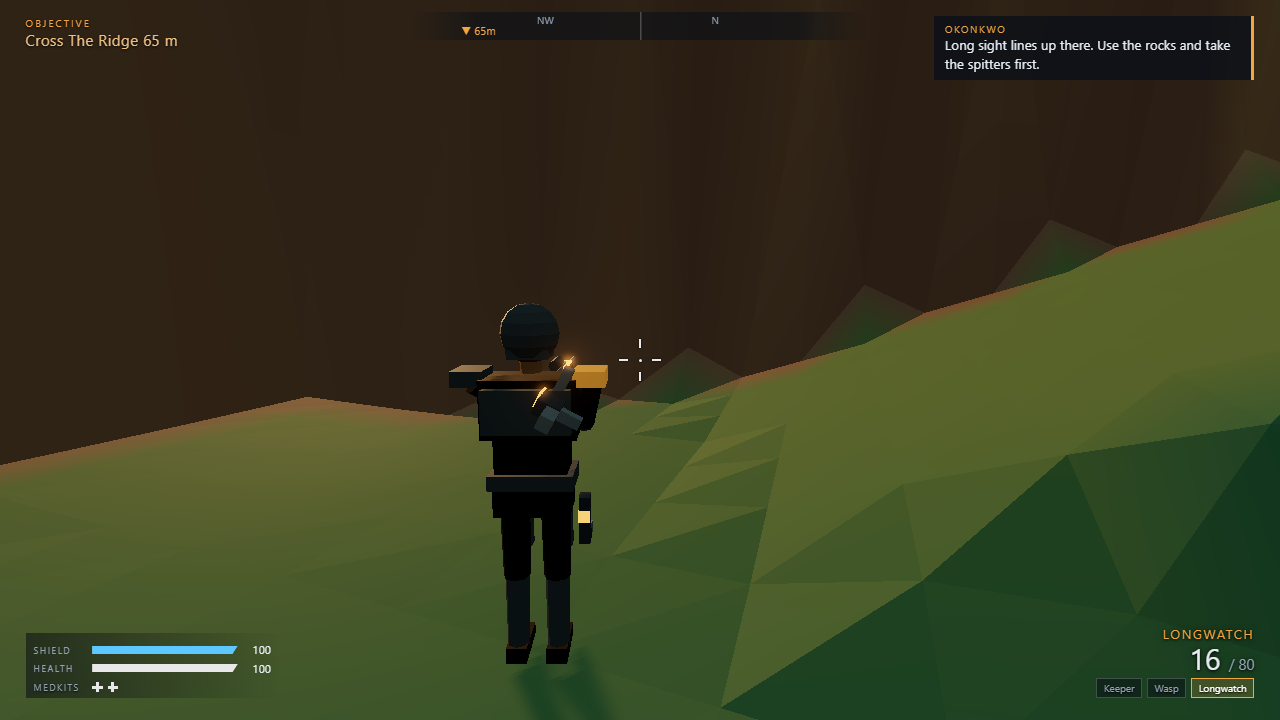 OBJECTIVE
Cross The Ridge 65 m
NW
N
65m
OKONKWO
Long sight lines up there. Use the rocks and take
the spitters first.
SHIELD
100
HEALTH
100
MEDKITS
LONGWATCH
16 / 80
Keeper
Wasp
Longwatch